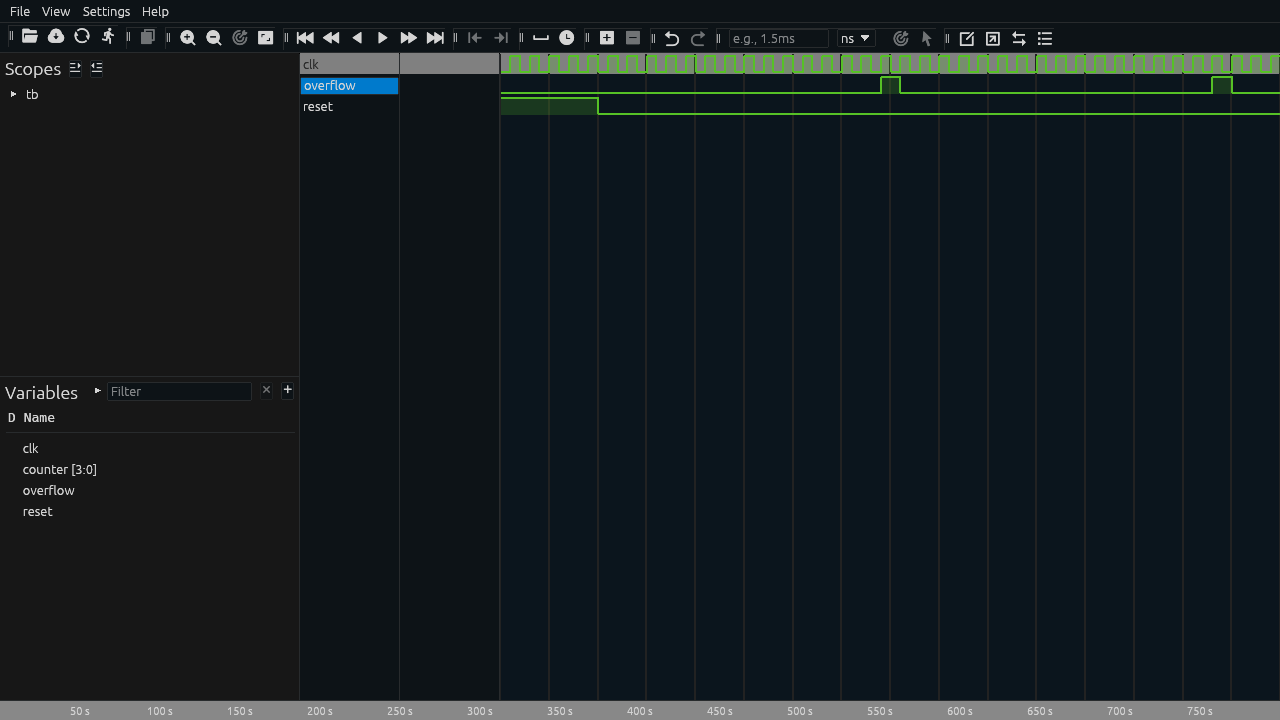 File View Settings Help
e.g., 1.5ms ns
Scopes
tb
clk
overflow
reset
Variables Filter
D Name
clk
counter [3:0]
overflow
reset
50 s 100 s 150 s 200 s 250 s 300 s 350 s 400 s 450 s 500 s 550 s 600 s 650 s 700 s 750 s